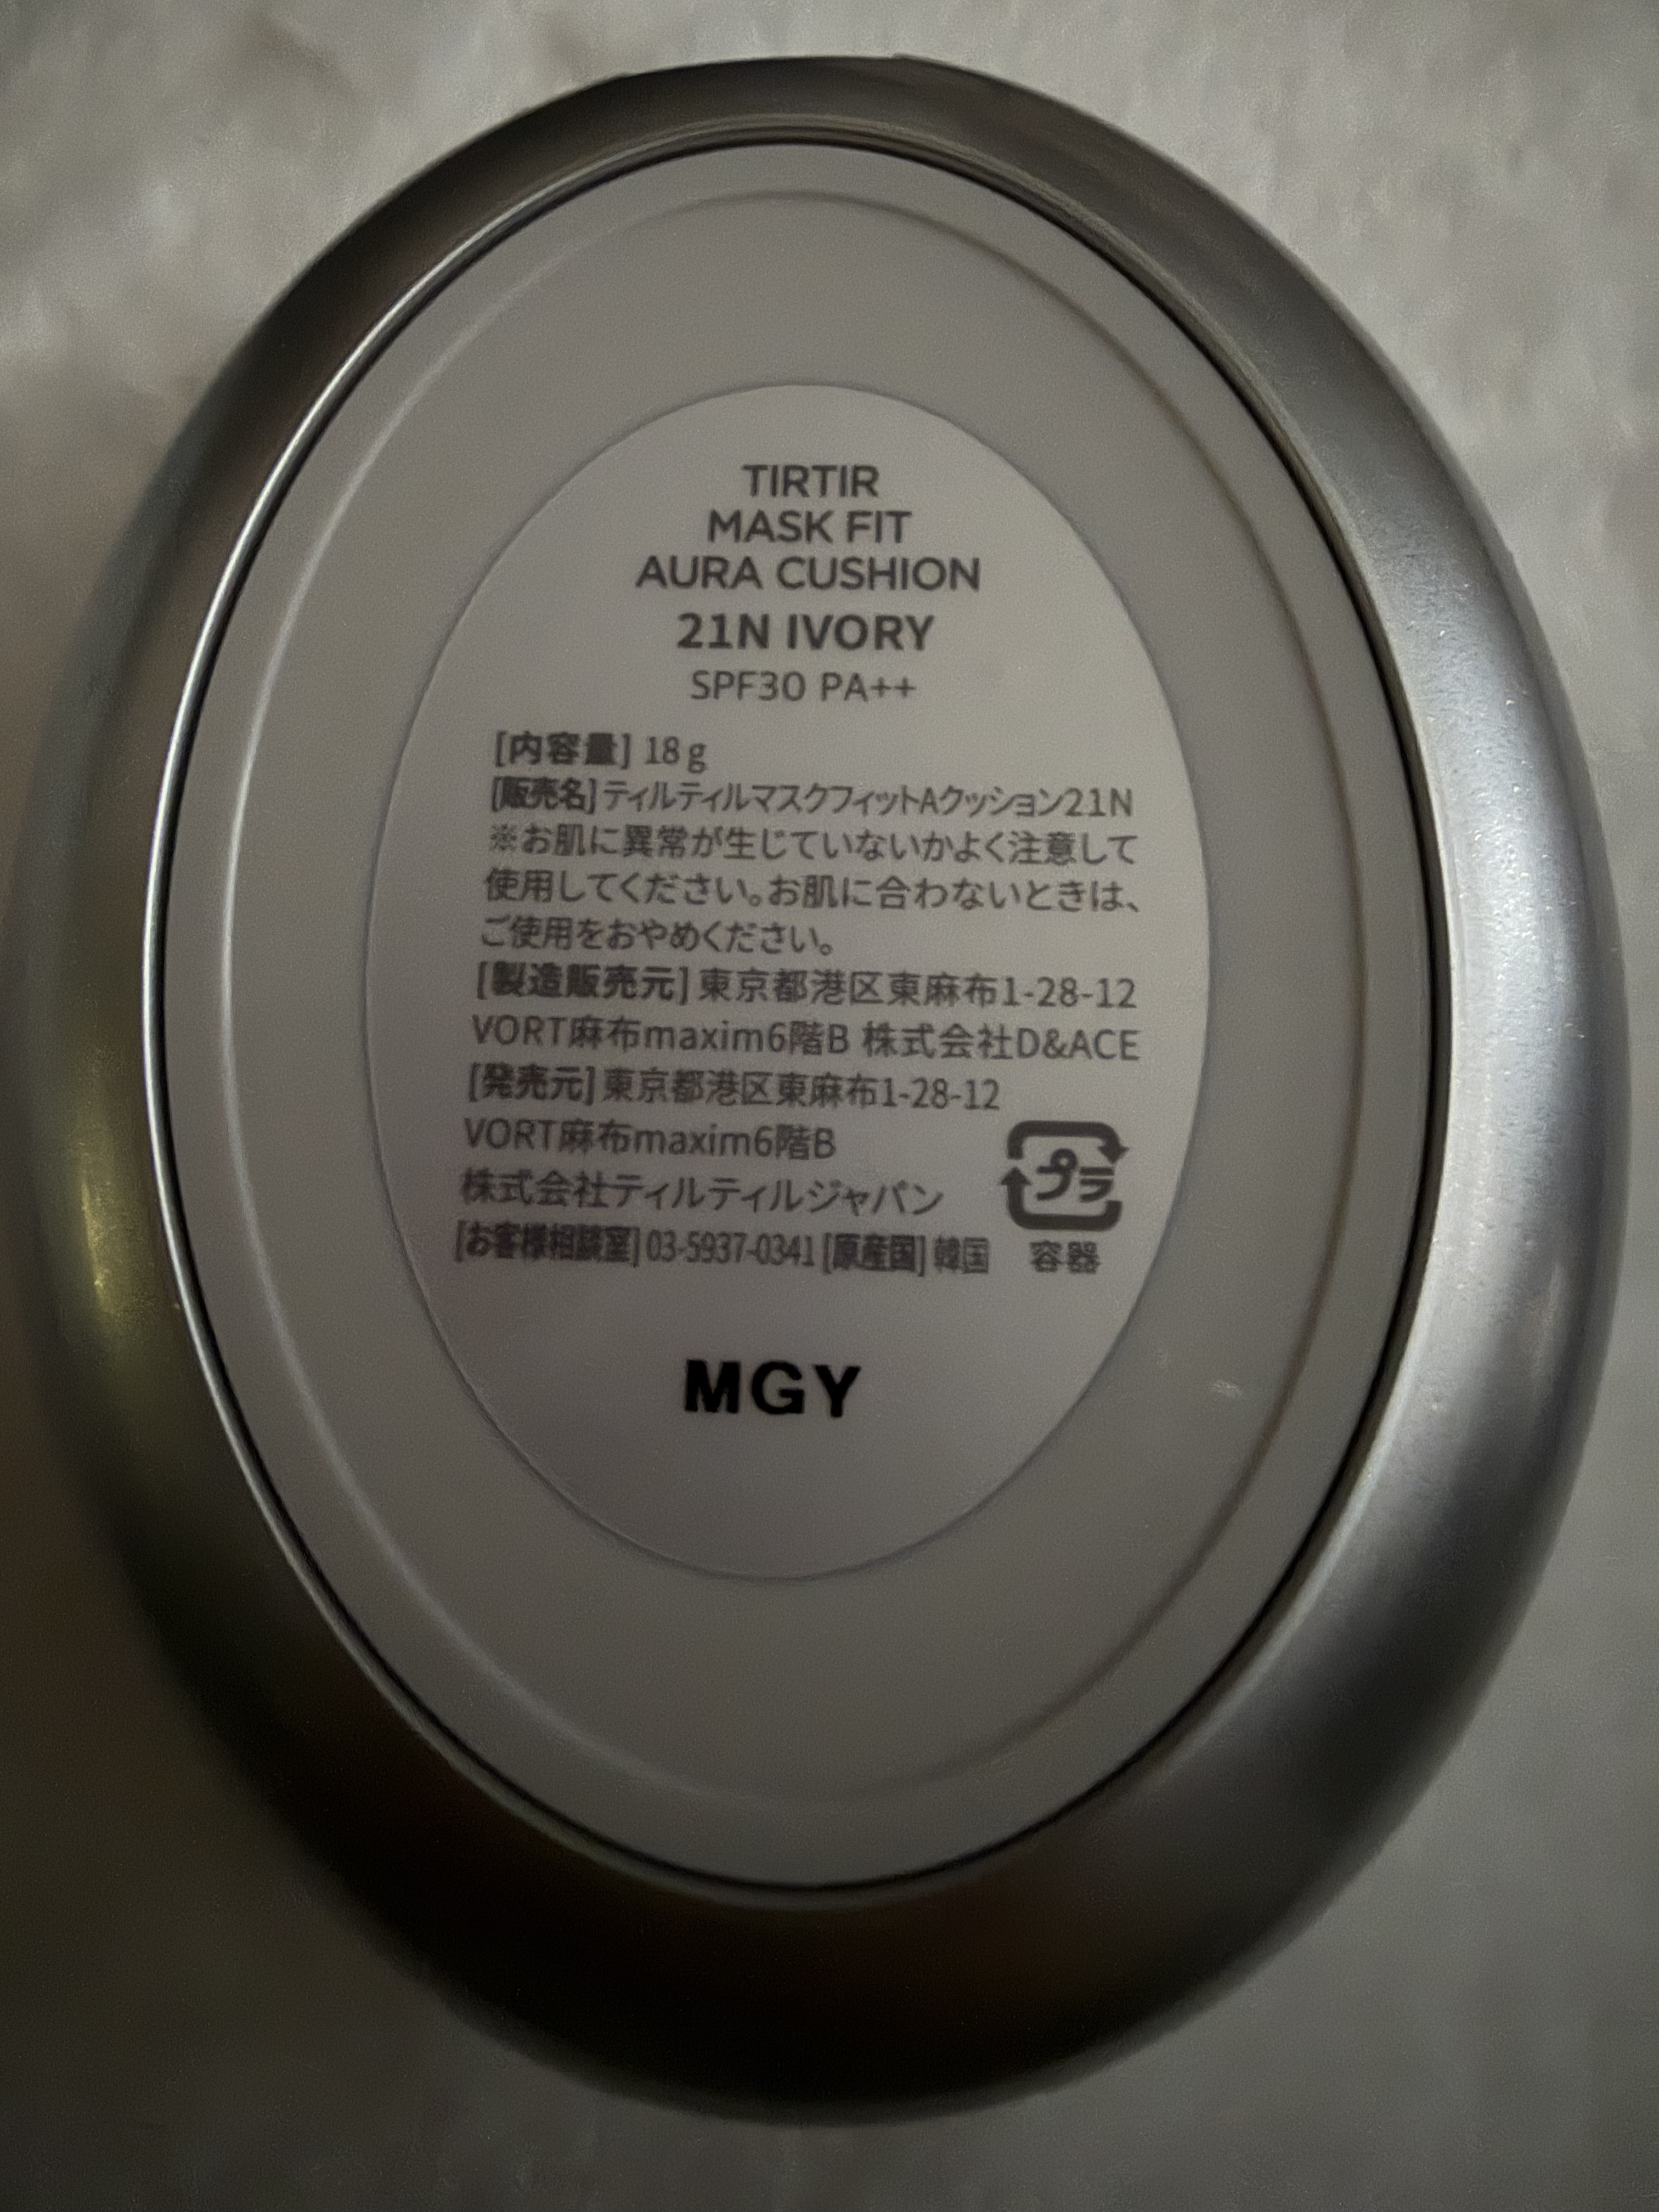 TIRTIR
MASK FIT
AURA CUSHION
21N IVORY
SPF30 PA++
[内容量] 18g
[販売名]ティルティルマスクフィットAクッション21N
※お肌に異常が生じていないかよく注意して
使用してください。お肌に合わないときは、
ご使用をおやめください。
[製造販売元]東京都港区東麻布1-28-12
VORT麻布maxim6階B 株式会社D&ACE
[発売元]東京都港区東麻布1-28-12
VORT麻布maxim6階B
株式会社ティルティルジャパン
[お客様相談室]03-5937-0341[原産国]韓国
プラ
容器
MGY